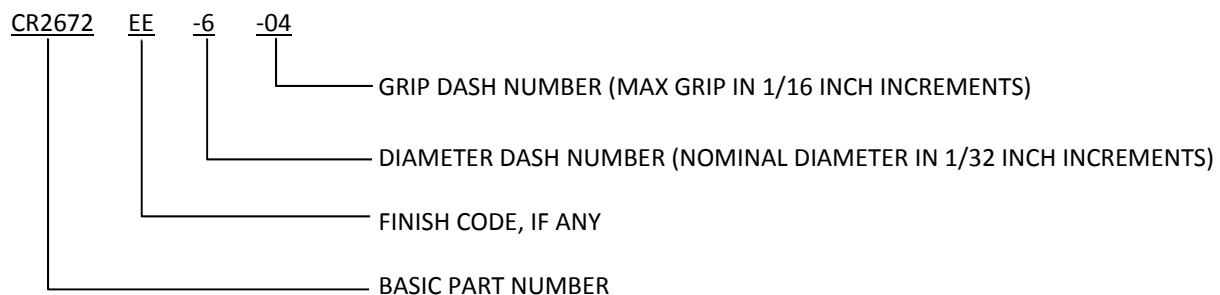 CR2672 EE -6 -04
GRIP DASH NUMBER (MAX GRIP IN 1/16 INCH INCREMENTS)
DIAMETER DASH NUMBER (NOMINAL DIAMETER IN 1/32 INCH INCREMENTS)
FINISH CODE, IF ANY
BASIC PART NUMBER